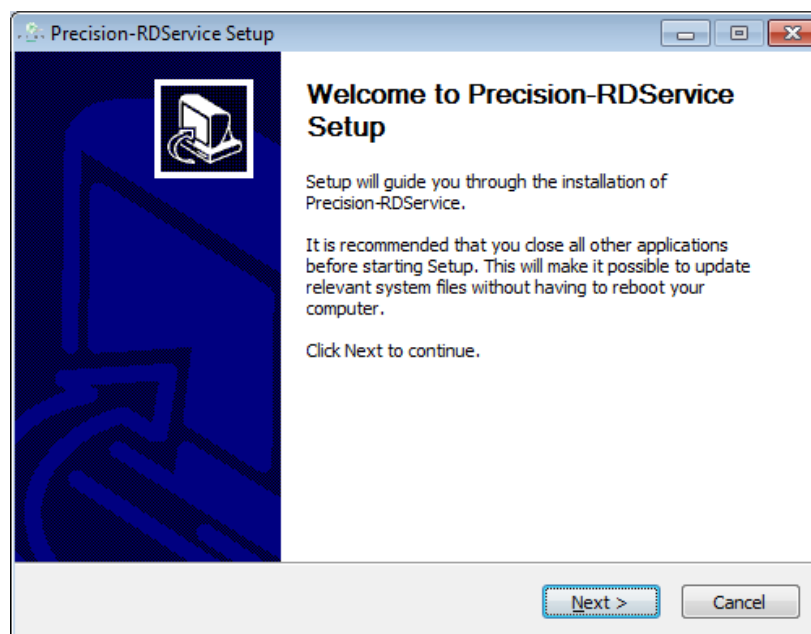 Precision-RDService Setup
Welcome to Precision-RDService
Setup
Setup will guide you through the installation of
Precision-RDService.
It is recommended that you close all other applications
before starting Setup. This will make it possible to update
relevant system files without having to reboot your
computer.
Click Next to continue.
Next >
Cancel